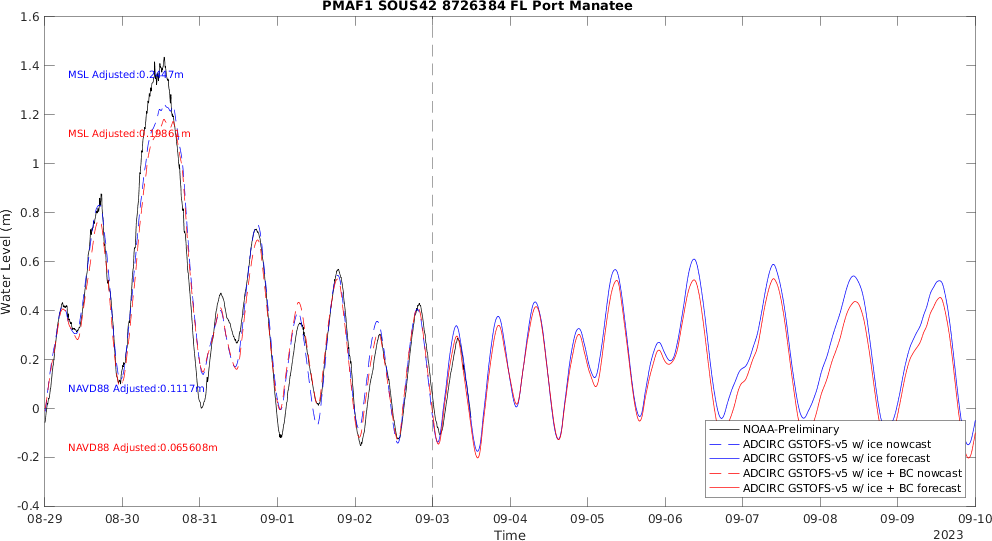 PMAF1 SOUS42 8726384 FL Port Manatee
1.6
1.4
1.2
1
0.8
0.6
0.4
0.2
0
-0.2
-0.4
Water Level (m)
MSL Adjusted:0.2447m
MSL Adjusted:0.19861m
NAVD88 Adjusted:0.1117m
NAVD88 Adjusted:0.065608m
NOAA-Preliminary
ADCIRC GSTOFS-v5 w/ ice nowcast
ADCIRC GSTOFS-v5 w/ ice forecast
ADCIRC GSTOFS-v5 w/ ice + BC nowcast
ADCIRC GSTOFS-v5 w/ ice + BC forecast
08-29 08-30 08-31 09-01 09-02 09-03 09-04 09-05 09-06 09-07 09-08 09-09 09-10
Time
2023